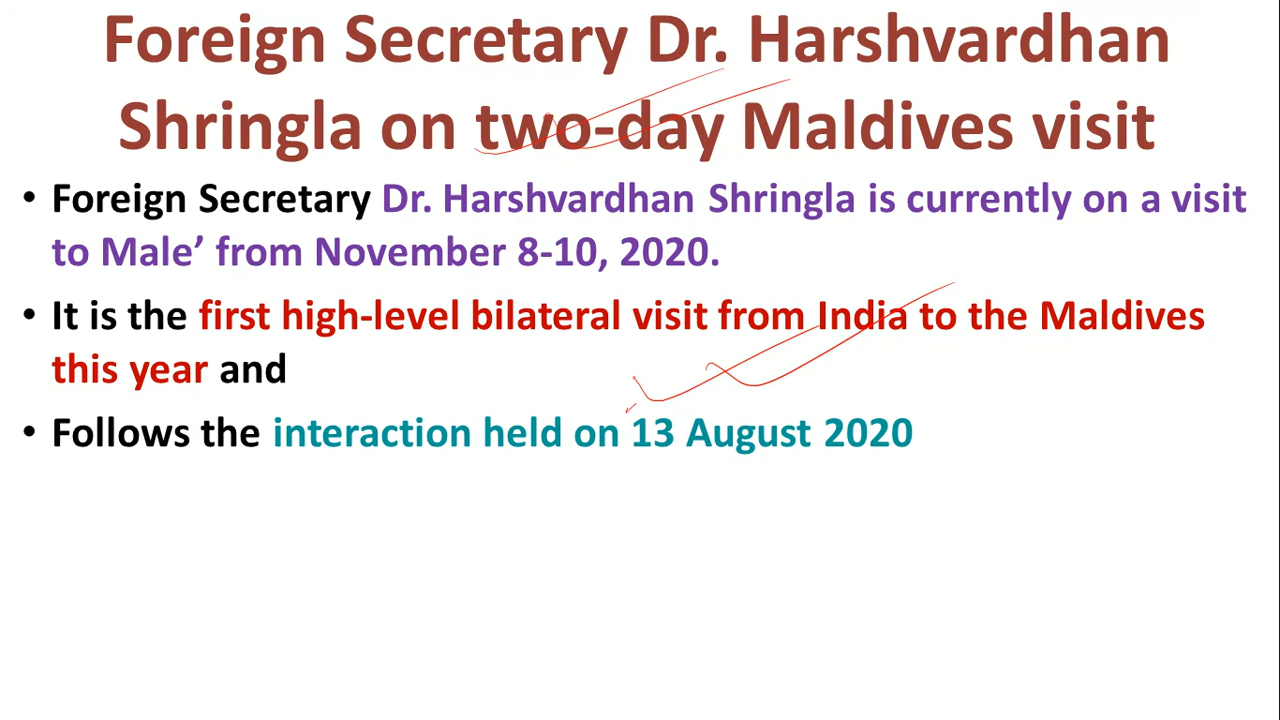 Foreign Secretary Dr. Harshvardhan
Shringla on two-day Maldives visit
• Foreign Secretary Dr. Harshvardhan Shringla is currently on a visit
to Male’ from November 8-10, 2020.
• It is the first high-level bilateral visit from India to the Maldives
this year and
• Follows the interaction held on 13 August 2020